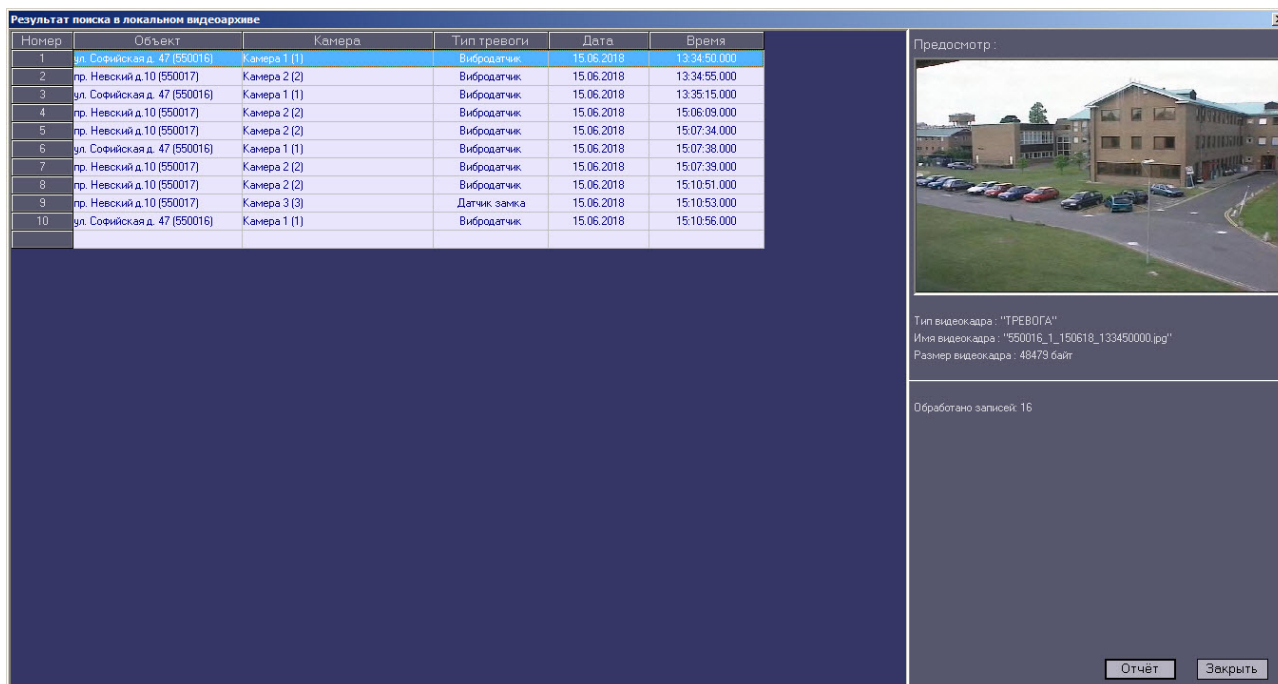 Результат поиска в локальном видеоархиве
Номер Объект Камера Тип тревоги Дата Время
1 ул. Софийская д. 47 (550016) Камера 1 (1) Вибродатчик 15.06.2018 13:34:50.000
2 пр. Невский д.10 (550017) Камера 2 (2) Вибродатчик 15.06.2018 13:34:55.000
3 ул. Софийская д. 47 (550016) Камера 1 (1) Вибродатчик 15.06.2018 13:35:15.000
4 пр. Невский д.10 (550017) Камера 2 (2) Вибродатчик 15.06.2018 15:06:09.000
5 пр. Невский д.10 (550017) Камера 2 (2) Вибродатчик 15.06.2018 15:07:34.000
6 ул. Софийская д. 47 (550016) Камера 1 (1) Вибродатчик 15.06.2018 15:07:38.000
7 пр. Невский д.10 (550017) Камера 2 (2) Вибродатчик 15.06.2018 15:07:39.000
8 пр. Невский д.10 (550017) Камера 2 (2) Вибродатчик 15.06.2018 15:10:51.000
9 пр. Невский д.10 (550017) Камера 3 (3) Датчик замка 15.06.2018 15:10:53.000
10 ул. Софийская д. 47 (550016) Камера 1 (1) Вибродатчик 15.06.2018 15:10:56.000
Предосмотр :
Тип видеокадра : "ТРЕВОГА"
Имя видеокадра : "550016_1_150618_133450000.jpg"
Размер видеокадра : 48479 байт
Обработано записей: 16
Отчёт Закрыть